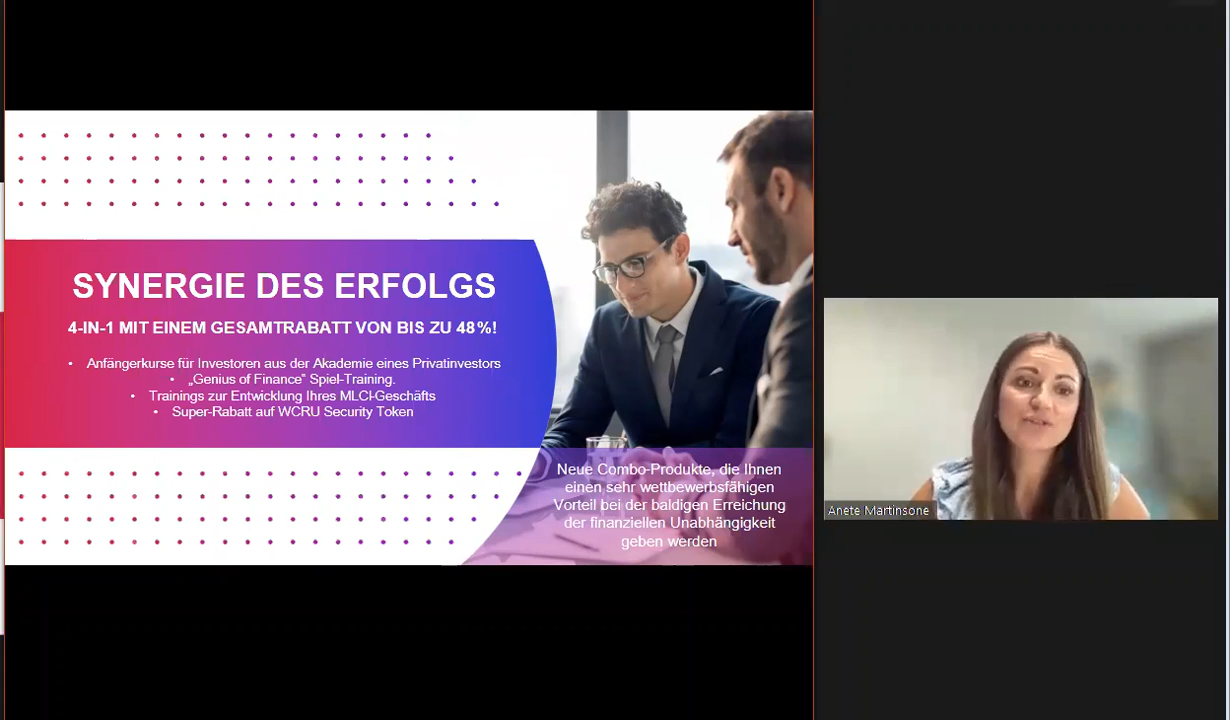 SYNERGIE DES ERFOLGS
4-IN-1 MIT EINEM GESAMTRABATT VON BIS ZU 48%!
• Anfängerkurse für Investoren aus der Akademie eines Privatinvestors
• „Genius of Finance” Spiel-Training.
• Trainings zur Entwicklung Ihres MLCI-Geschäfts
• Super-Rabatt auf WCRU Security Token
Neue Combo-Produkte, die Ihnen
einen sehr wettbewerbsfähigen
Vorteil bei der baldigen Erreichung
der finanziellen Unabhängigkeit
geben werden
Anete Martinsone